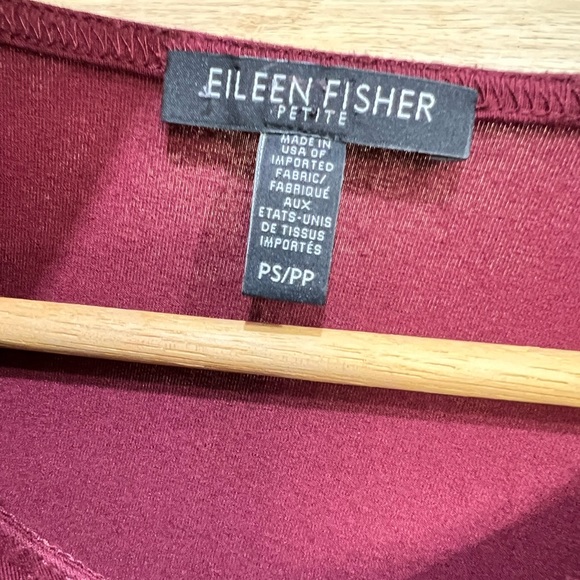 EILEEN FISHER
PETITE
MADE IN
USA OF
IMPORTED
FABRIC/
FABRIQUÉ
AUX
ETATS-UNIS
DE TISSUS
IMPORTÉS
PS/PP